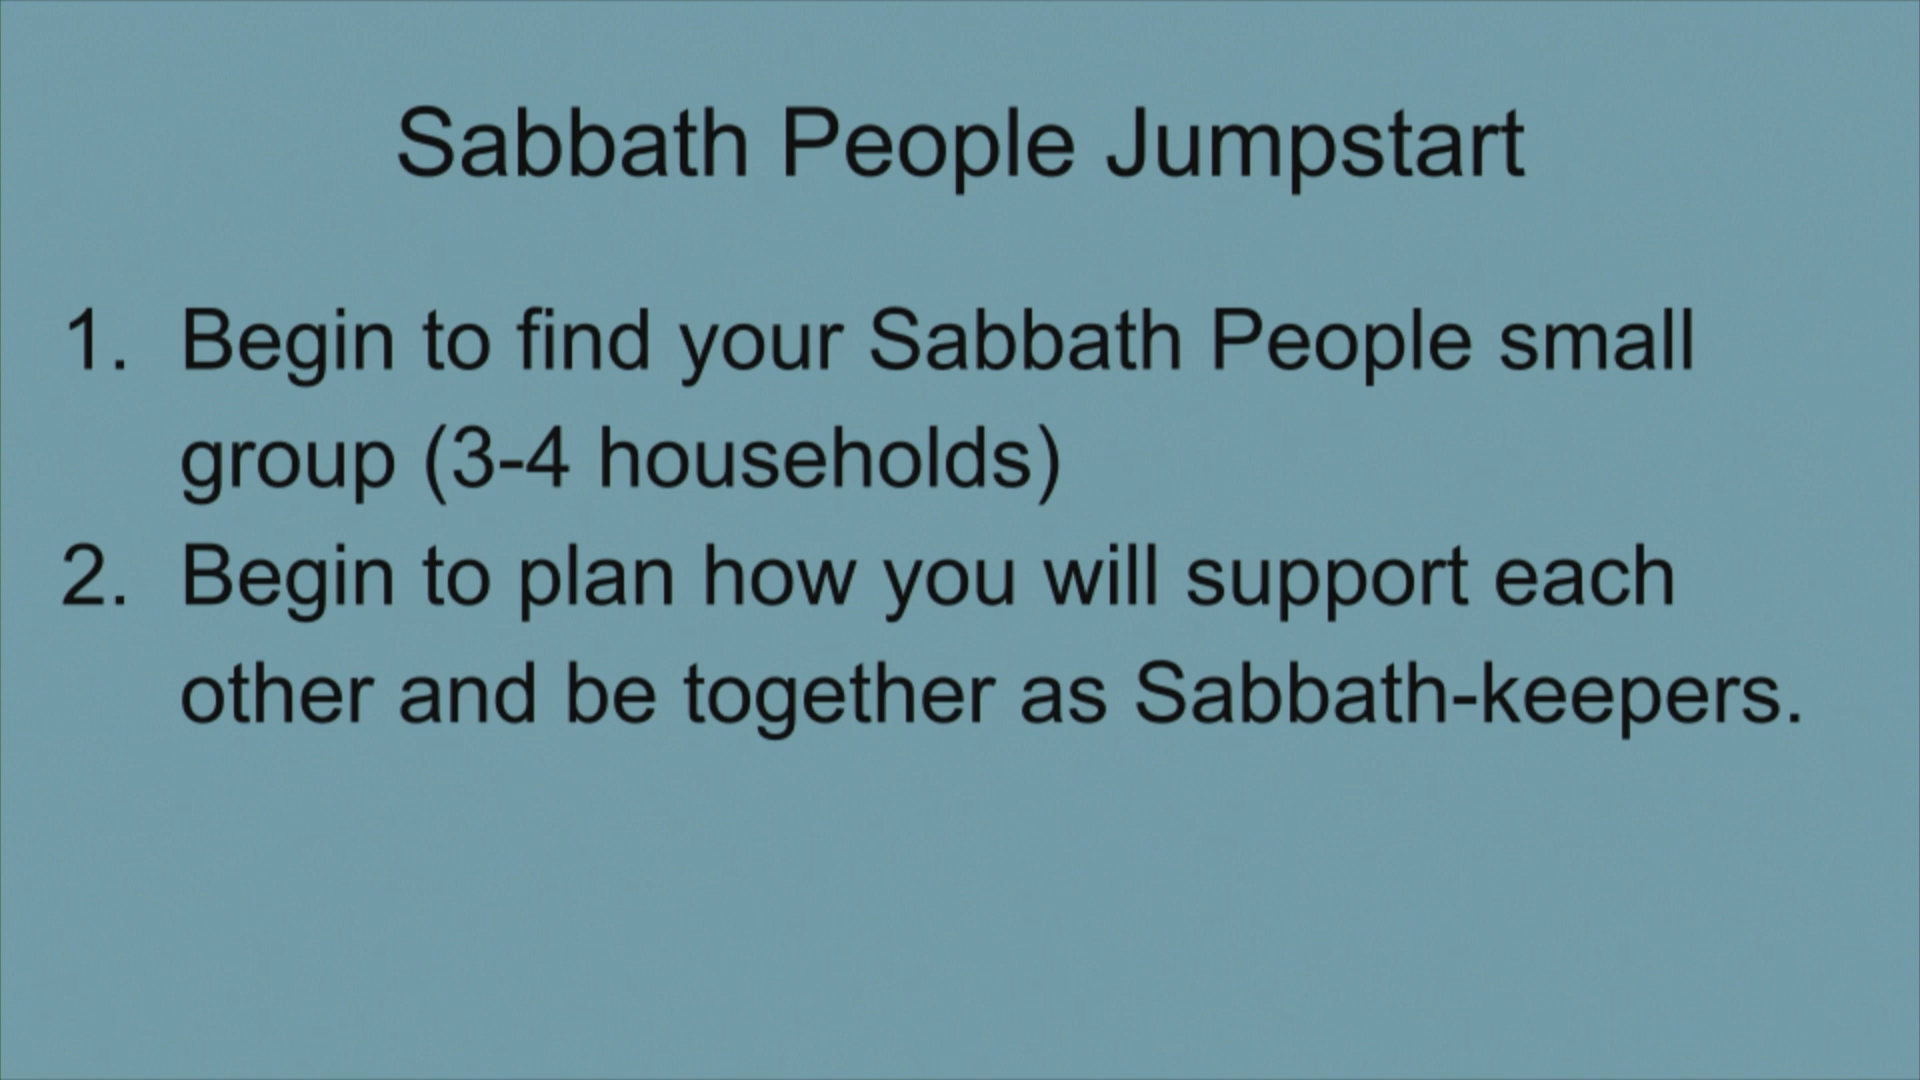 Sabbath People Jumpstart
1. Begin to find your Sabbath People small
group (3-4 households)
2. Begin to plan how you will support each
other and be together as Sabbath-keepers.